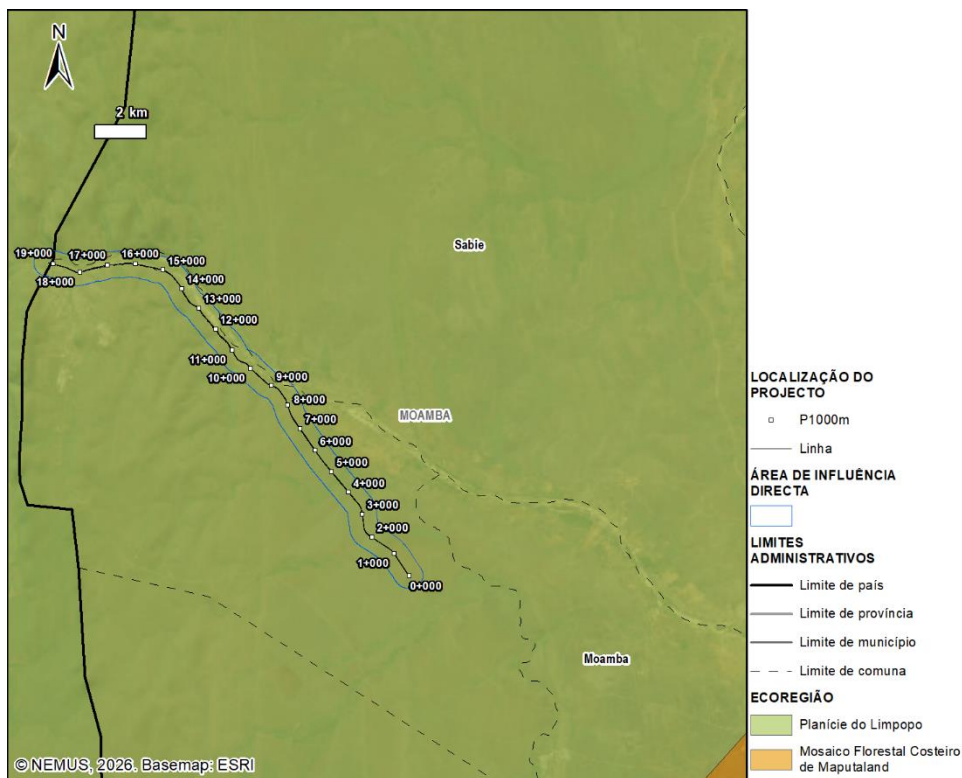 N
2 km
Sabie
19+000
17+000
16+000
15+000
18+000
14+000
13+000
12+000
11+000
10+000
9+000
8+000
MOAMBA
7+000
6+000
5+000
4+000
3+000
2+000
1+000
0+000
Moamba
© NEMUS, 2026. Basemap: ESRI
LOCALIZAÇÃO DO
PROJECTO
P1000m
Linha
ÁREA DE INFLUÊNCIA
DIRECTA
LIMITES
ADMINISTRATIVOS
Limite de país
Limite de província
Limite de município
Limite de comuna
ECOREGIÃO
Planície do Limpopo
Mosaico Florestal Costeiro
de Maputaland